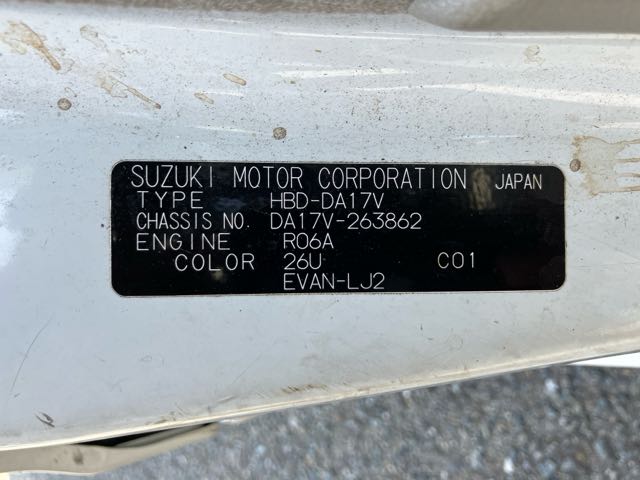 SUZUKI MOTOR CORPORATION JAPAN
TYPE HBD-DA17V
CHASSIS NO. DA17V-263862
ENGINE R06A
COLOR 26U C01
EVAN-LJ2